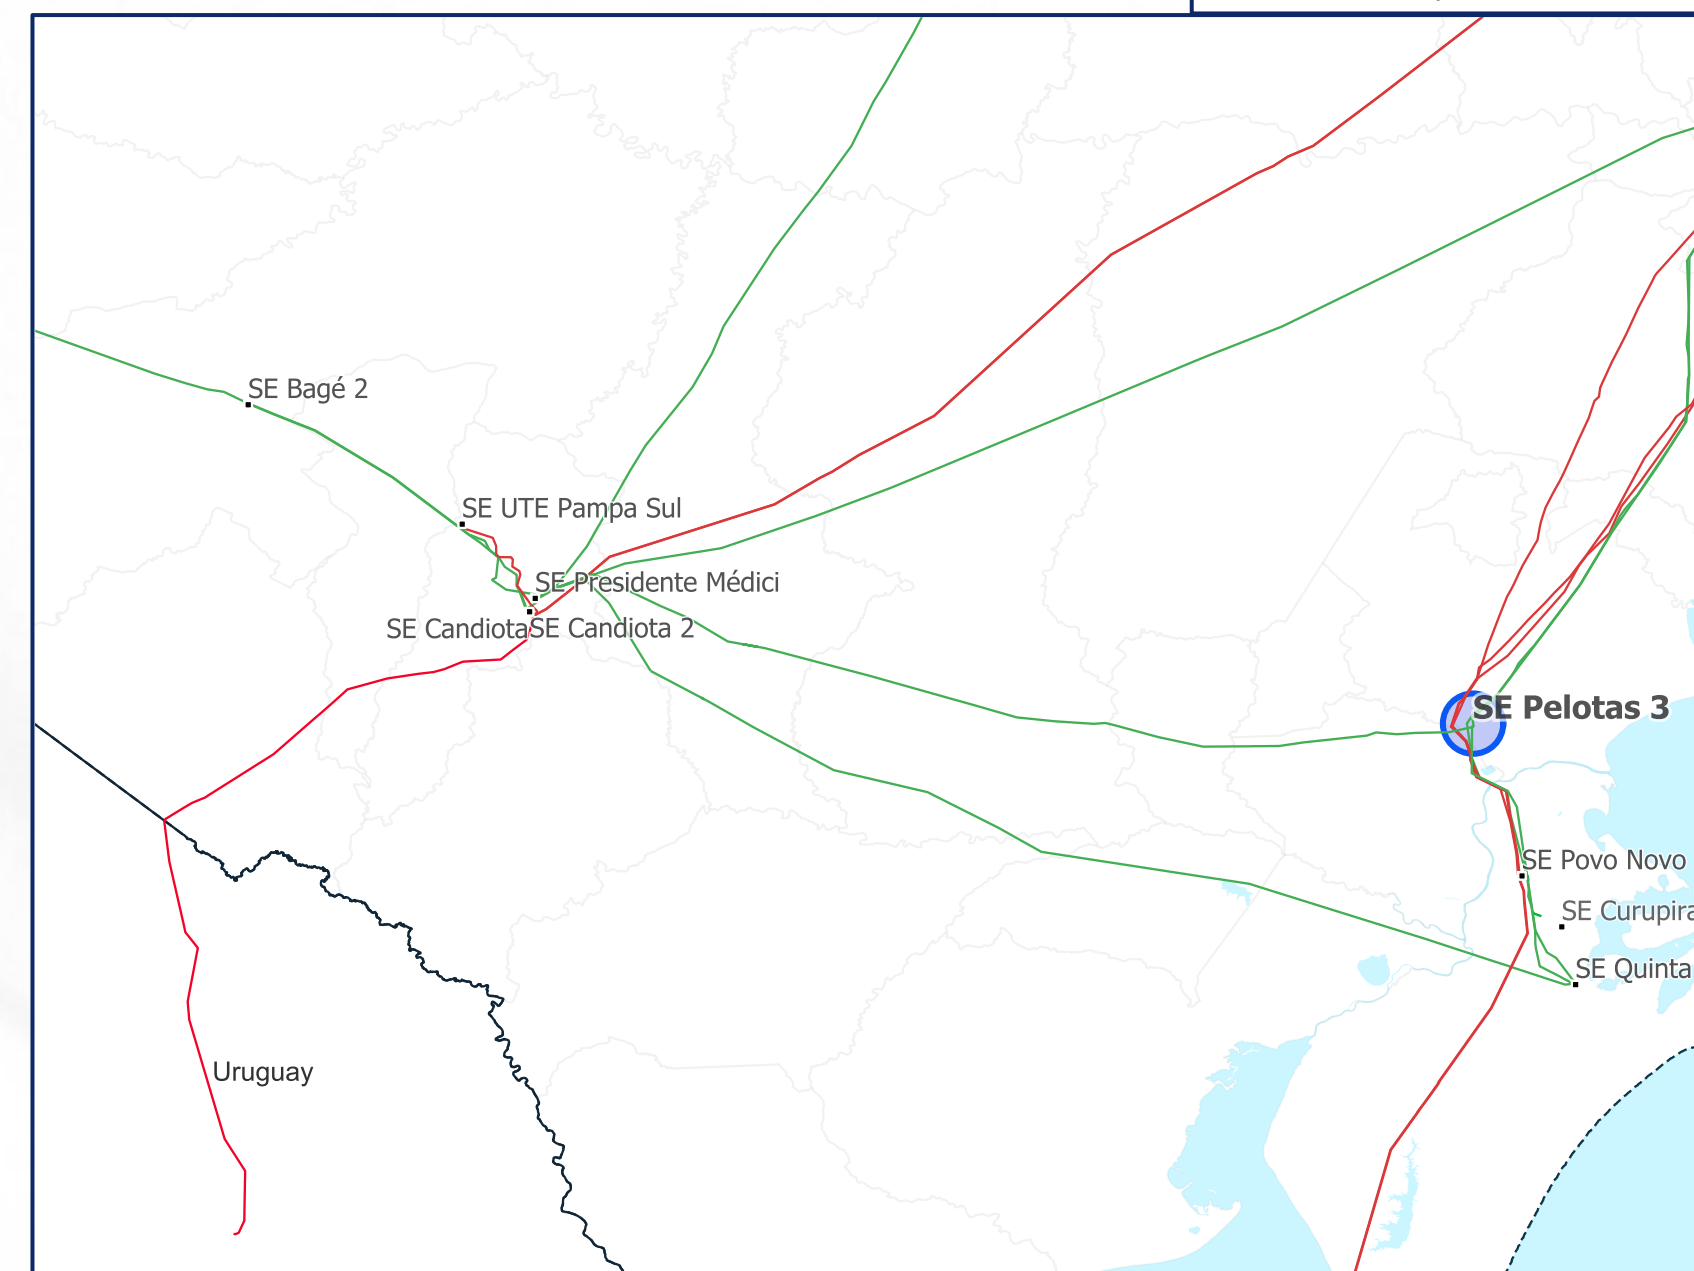 SE Bagé 2
SE UTE Pampa Sul
SE Presidente Médici
SE Candiota
SE Candiota 2
SE Pelotas 3
SE Povo Novo
SE Curupira
SE Quinta
Uruguay